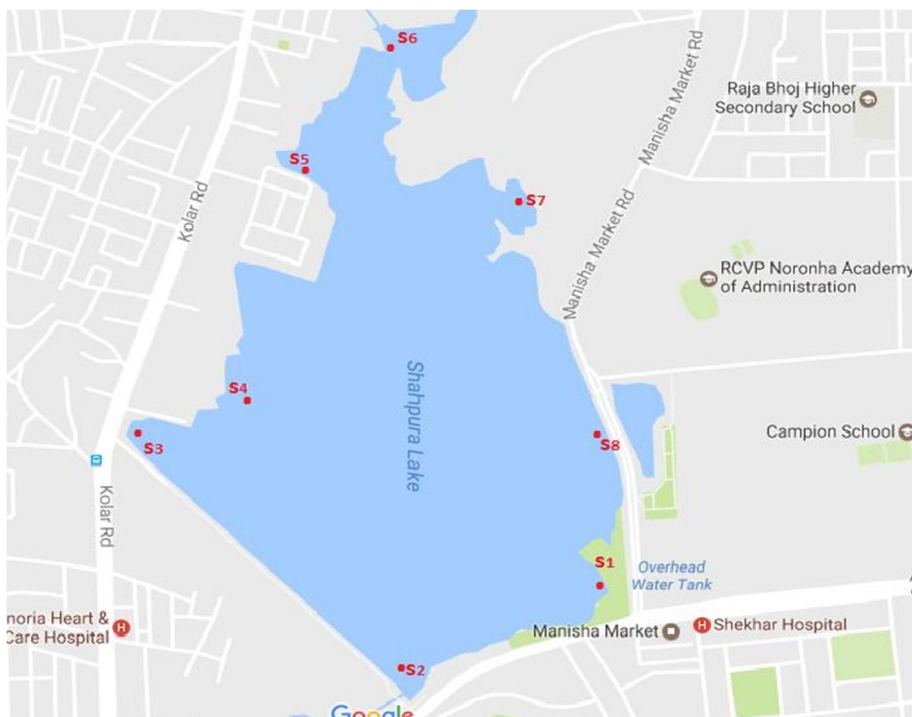 S6
Raja Bhoj Higher
Secondary School
Manisha Market Rd
S5
Kolar Rd
S7
Manisha Market Rd
RCVP Noronha Academy
of Administration
Shahpura Lake
S4
S3
S8
Campion School
Kolar Rd
S1
Overhead
Water Tank
noria Heart &
Care Hospital
H
Manisha Market
H
Shekhar Hospital
S2
Google